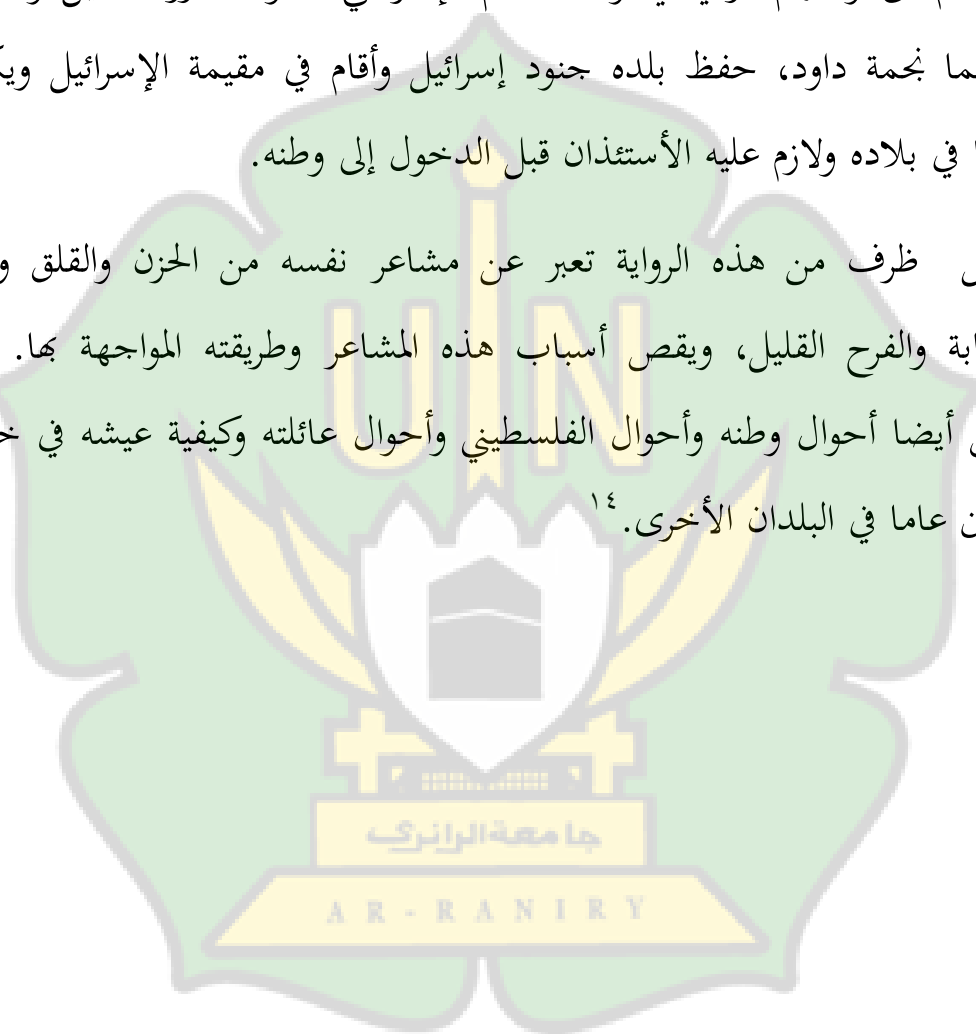 ما نجمة داود، حفظ بلده جنود إسرائيل وأقام في مقيمة الإسرائيل
في بلاده ولازم عليه الأستئذان قبل الدخول إلى وطنه.
ظرف من هذه الرواية تعبر عن مشاعر نفسه من الحزن والقلق و
ابة والفرح القليل، ويقص أسباب هذه المشاعر وطريقته المواجهة بها.
أيضا أحوال وطنه وأحوال الفلسطيني وأحوال عائلته وكيفية عيشه في
ن عاما في البلدان الأخرى.١٤
UIN
جامعة الرانري
AR-RANIRY